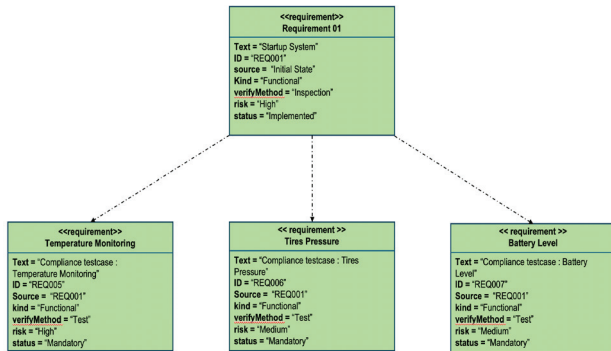 <<requirement>>
Requirement 01
Text = “Startup System”
ID = “REQ001”
source = “Initial State”
Kind = “Functional”
verifyMethod = “Inspection”
risk = “High”
status = “Implemented”
<<requirement>>
Temperature Monitoring
Text = “Compliance testcase :
Temperature Monitoring”
ID = “REQ005”
Source = “REQ001”
kind = “Functional”
verifyMethod = “Test”
risk = “High”
status = “Mandatory”
<< requirement >>
Tires Pressure
Text = “Compliance testcase : Tires
Pressure”
ID = “REQ006”
Source = “REQ001”
kind = “Functional”
verifyMethod = “Test”
risk = “Medium”
status = “Mandatory”
<< requirement >>
Battery Level
Text = “Compliance testcase : Battery
Level”
ID = “REQ007”
Source = “REQ001”
kind = “Functional”
verifyMethod = “Test”
risk = “Medium”
status = “Mandatory”